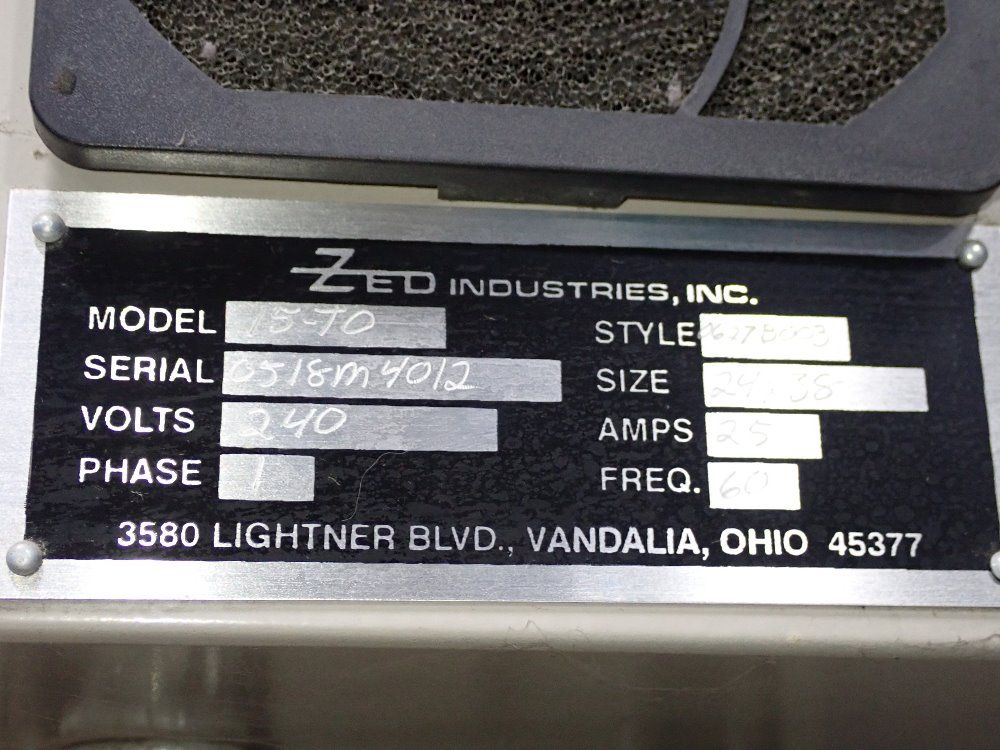 ZED INDUSTRIES, INC.
MODEL 15-TO
STYLE 0627B003
SERIAL 0518M4012
SIZE 24.38
VOLTS 240
AMPS 25
PHASE 1
FREQ. 60
3580 LIGHTNER BLVD., VANDALIA, OHIO 45377